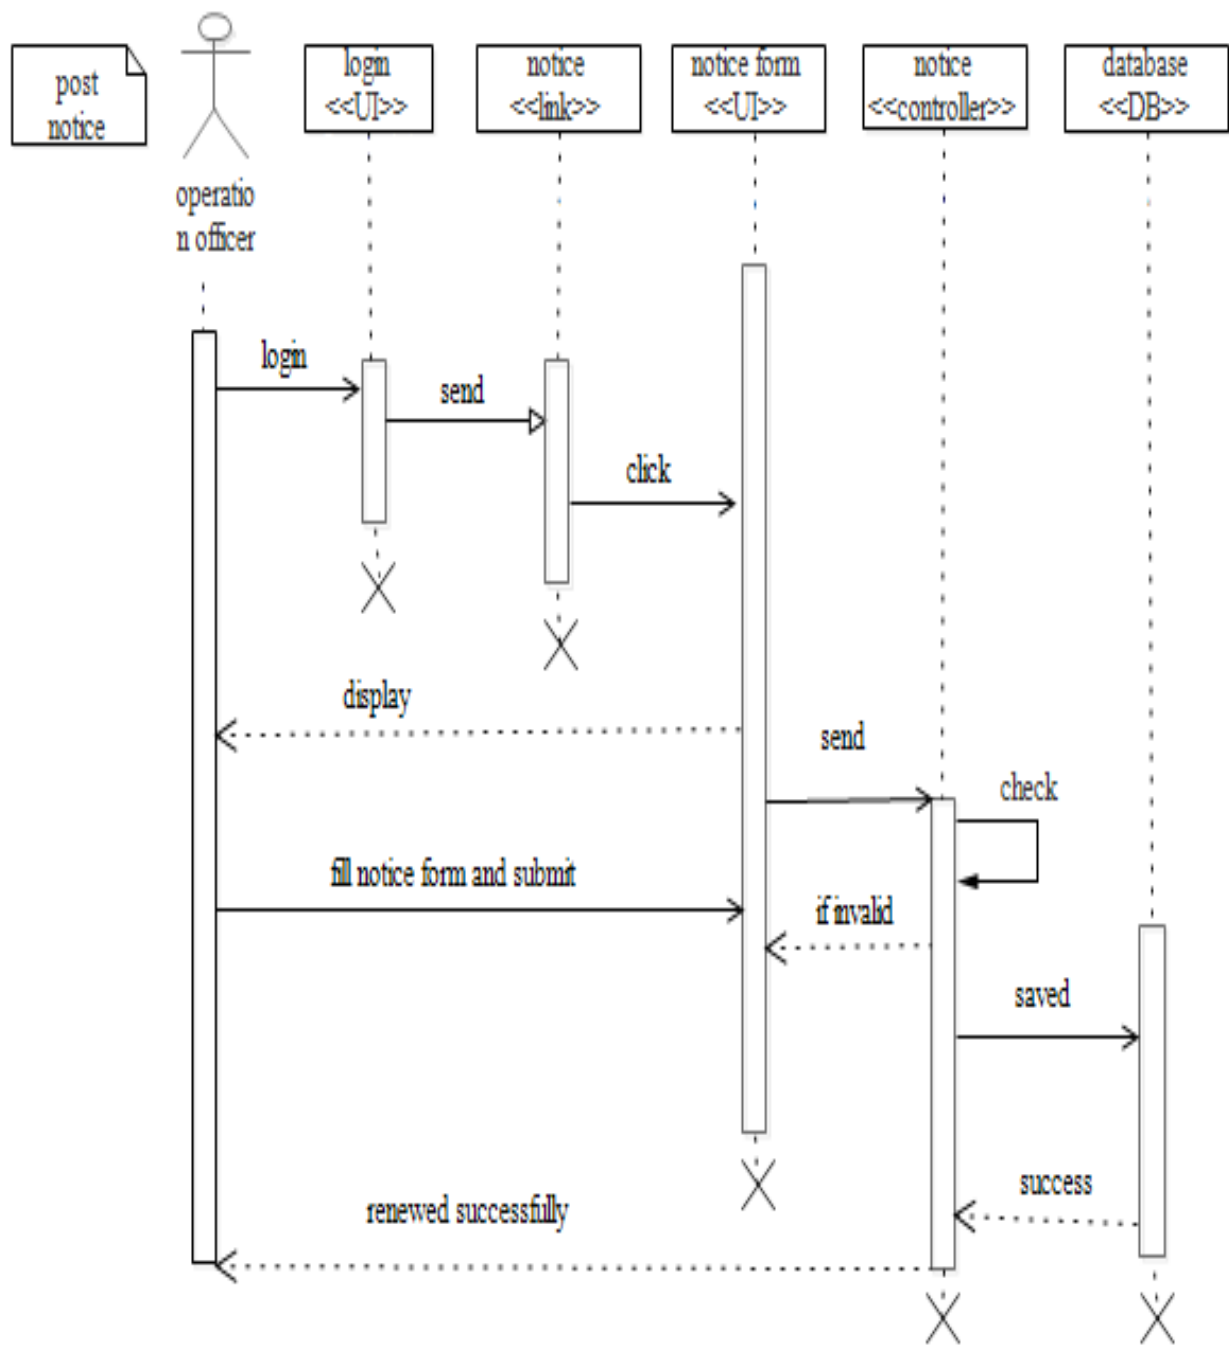 post
notice
operatio
n officer
login
<<UI>>
notice
<<link>>
notice form
<<UI>>
notice
<<controller>>
database
<<DB>>
login
send
click
display
send
check
fill notice form and submit
if invalid
saved
success
renewed successfully